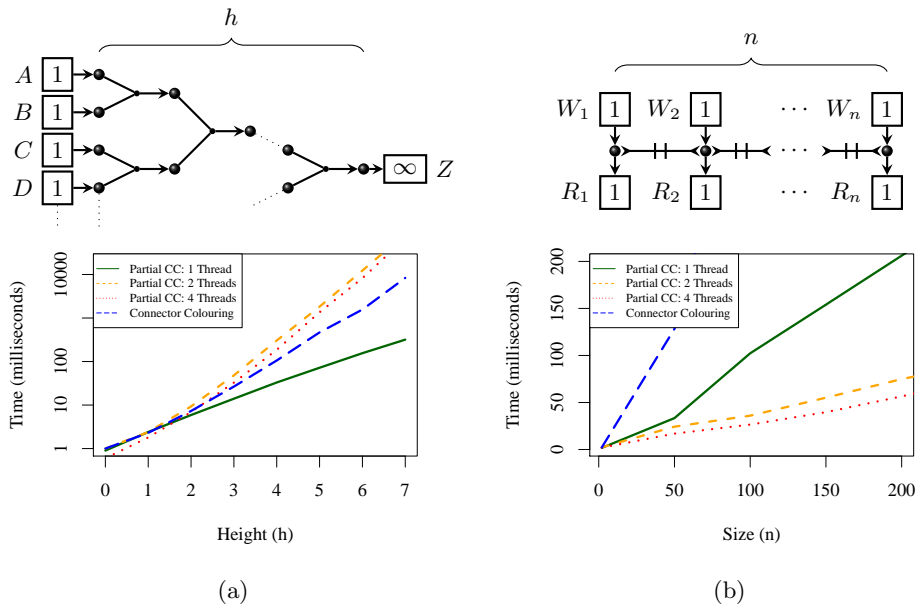 h
A 1
B 1
C 1
D 1
∞ Z
Time (milliseconds)
10000
100
10
1
Partial CC: 1 Thread
Partial CC: 2 Threads
Partial CC: 4 Threads
Connector Colouring
0 1 2 3 4 5 6 7
Height (h)
(a)
n
W1 1 W2 1 ··· Wn 1
···
R1 1 R2 1 ··· Rn 1
Time (milliseconds)
200
150
100
50
0
Partial CC: 1 Thread
Partial CC: 2 Threads
Partial CC: 4 Threads
Connector Colouring
0 50 100 150 200
Size (n)
(b)